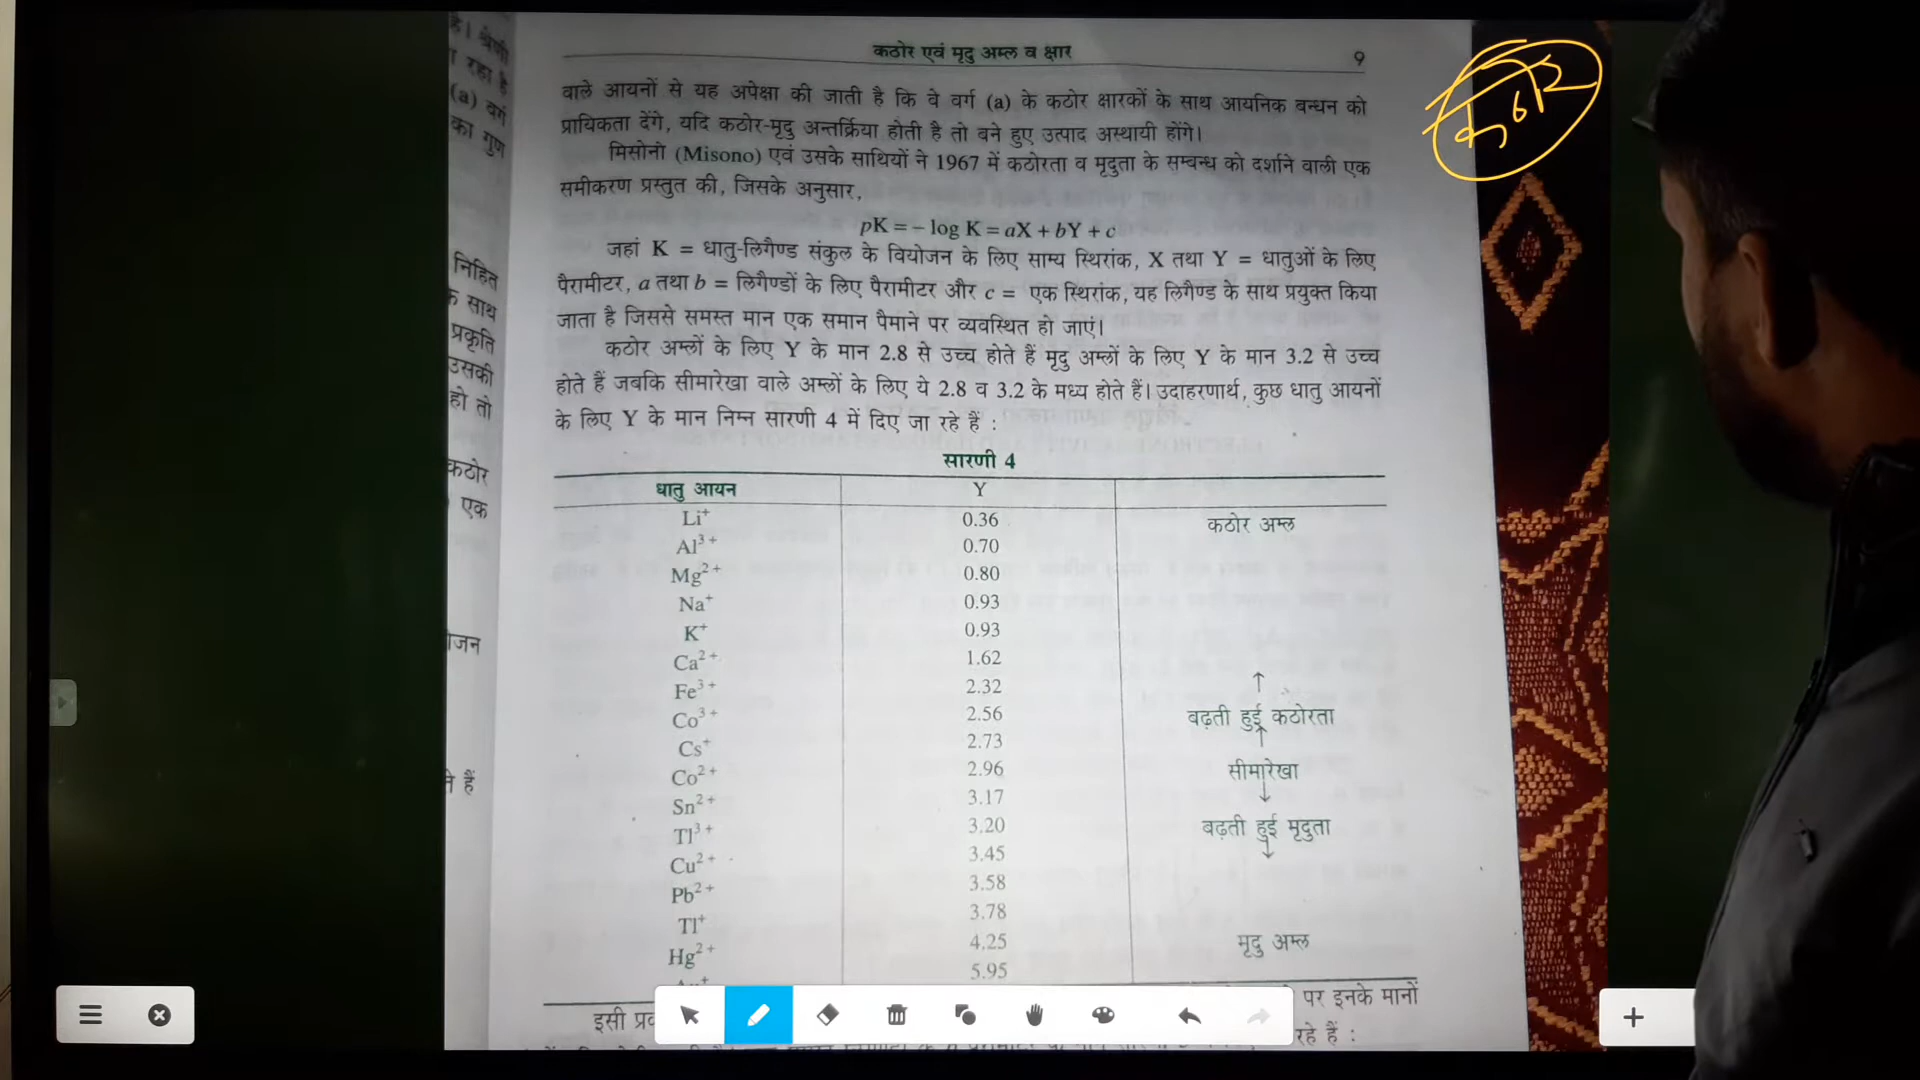 कठोर एवं मृदु अम्ल व क्षार 9
कठोर
वाले आयनों से यह अपेक्षा की जाती है कि वे वर्ग (a) के कठोर क्षारकों के साथ आयनिक बन्धन को
प्राथिकता देंगे, यदि कठोर-मृदु अन्तर्क्रिया होती है तो बने हुए उत्पाद अस्थायी होंगे।
मिसोनो (Misono) एवं उसके साथियों ने 1967 में कठोरता व मृदुता के सम्बन्ध को दर्शाने वाली एक
समीकरण प्रस्तुत की, जिसके अनुसार,
pK = – log K = aX + bY + c
जहां K = धातु-लिगैण्ड संकुल के वियोजन के लिए साम्य स्थिरांक, X तथा Y = धातुओं के लिए
पैरामीटर, a तथा b = लिगैण्डों के लिए पैरामीटर और c = एक स्थिरांक, यह लिगैण्ड के साथ प्रयुक्त किया
जाता है जिससे समस्त मान एक समान पैमाने पर व्यवस्थित हो जाएं।
कठोर अम्लों के लिए Y के मान 2.8 से उच्च होते हैं मृदु अम्लों के लिए Y के मान 3.2 से उच्च
होते हैं जबकि सीमारेखा वाले अम्लों के लिए ये 2.8 व 3.2 के मध्य होते हैं। उदाहरणार्थ, कुछ धातु आयनों
के लिए Y के मान निम्न सारणी 4 में दिए जा रहे हैं :
सारणी 4
धातु आयन Y
Li⁺ 0.36 कठोर अम्ल
Al³⁺ 0.70
Mg²⁺ 0.80
Na⁺ 0.93
K⁺ 0.93
Ca²⁺ 1.62
Fe³⁺ 2.32 ↑
Co³⁺ 2.56 बढ़ती हुई कठोरता
Cs⁺ 2.73 ↑
Co²⁺ 2.96 सीमारेखा
Sn²⁺ 3.17 ↓
Tl³⁺ 3.20 बढ़ती हुई मृदुता
Cu²⁺ 3.45 ↓
Pb²⁺ 3.58
Tl⁺ 3.78
Hg²⁺ 4.25 मृदु अम्ल
5.95
पर इनके मानों
इसी
रहे हैं :
है। श्रेणी
रहा है
(a) वर्ग
का गुण
निहित
साथ
प्रकृति
उसकी
हो तो
कठोर
एक
हैं